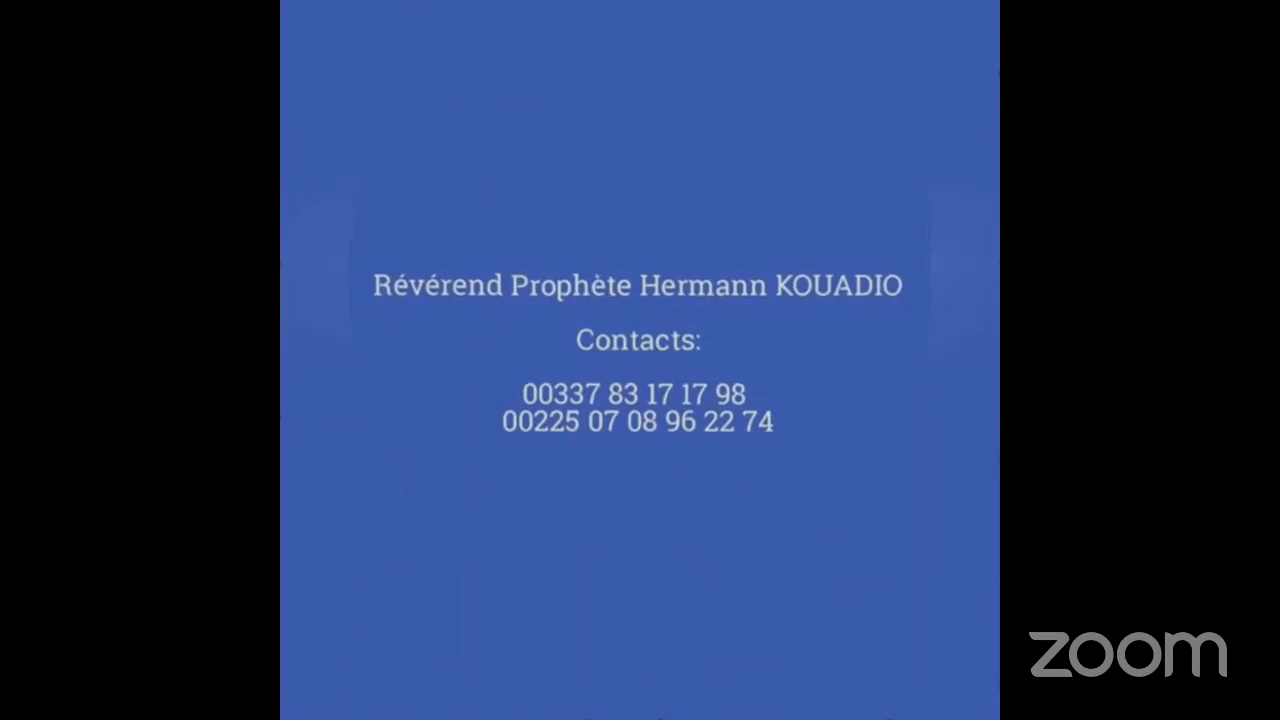 Révérend Prophète Hermann KOUADIO
Contacts:
00337 83 17 17 98
00225 07 08 96 22 74
zoom